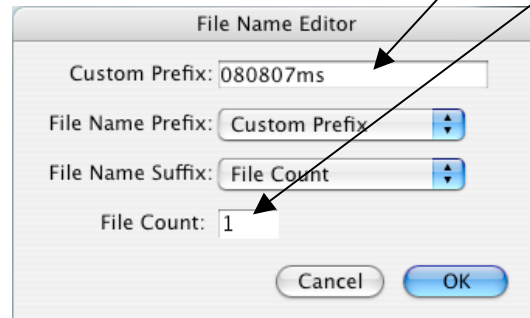 File Name Editor
Custom Prefix: 080807ms
File Name Prefix: Custom Prefix
File Name Suffix: File Count
File Count: 1
Cancel OK